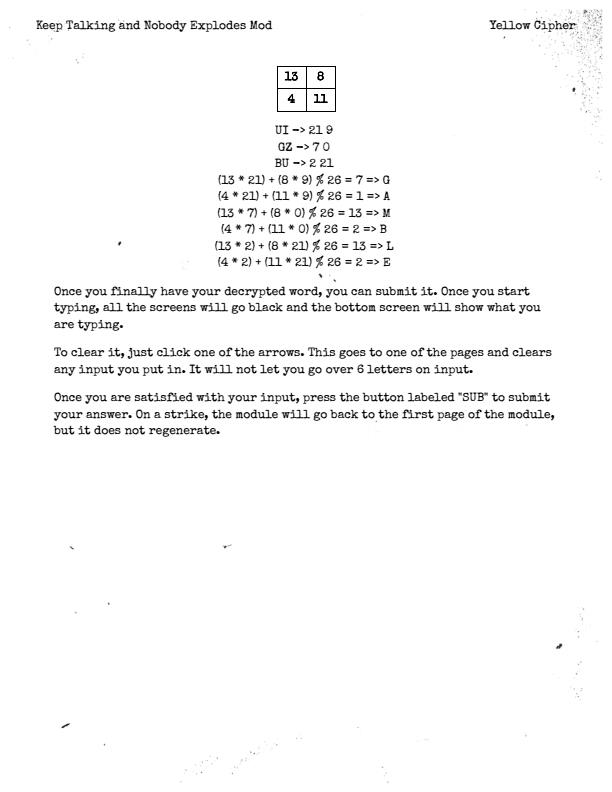 Keep Talking and Nobody Explodes Mod Yellow Cipher
13 8
4 11
UI -> 21 9
GZ -> 7 0
BU -> 2 21
(13 * 21) + (8 * 9) % 26 = 7 => G
(4 * 21) + (11 * 9) % 26 = 1 => A
(13 * 7) + (8 * 0) % 26 = 13 => M
(4 * 7) + (11 * 0) % 26 = 2 => B
(13 * 2) + (8 * 21) % 26 = 13 => L
(4 * 2) + (11 * 21) % 26 = 2 => E
Once you finally have your decrypted word, you can submit it. Once you start
typing, all the screens will go black and the bottom screen will show what you
are typing.
To clear it, just click one of the arrows. This goes to one of the pages and clears
any input you put in. It will not let you go over 6 letters on input.
Once you are satisfied with your input, press the button labeled "SUB" to submit
your answer. On a strike, the module will go back to the first page of the module,
but it does not regenerate.